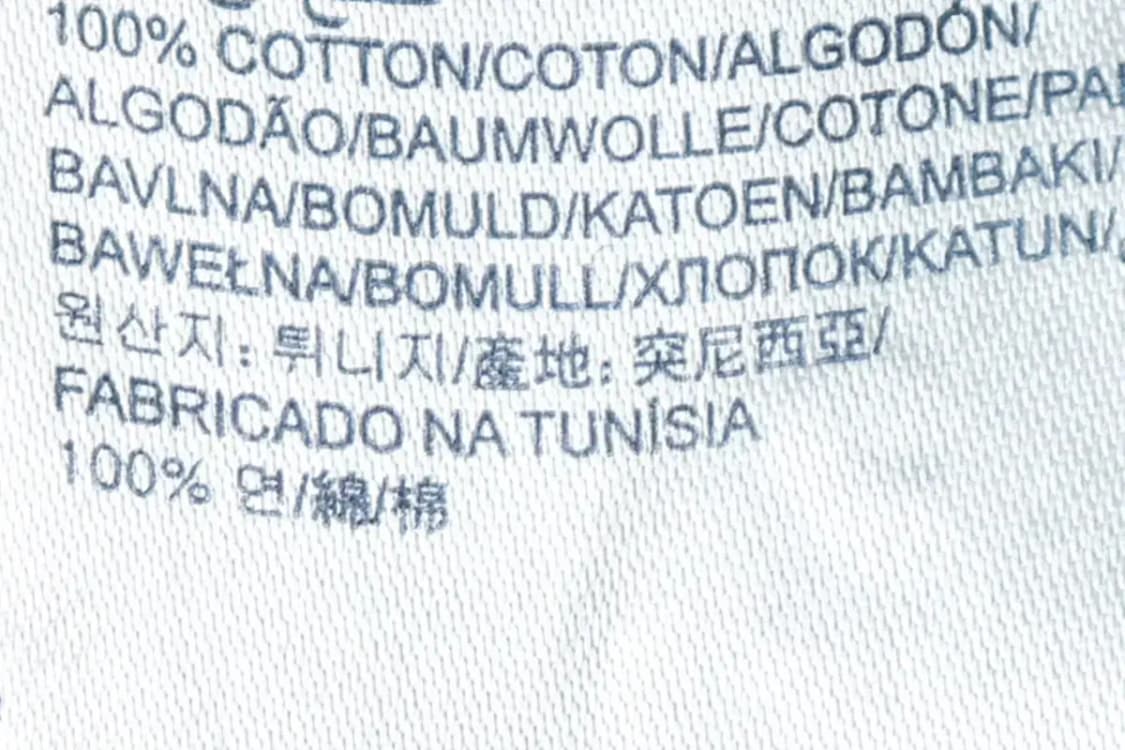 100% COTTON/COTON/ALGODÓN/
ALGODÃO/BAUMWOLLE/COTONE/
BAVLNA/BOMULD/KATOEN/BAMBAKI/
BAWEŁNA/BOMULL/ХЛОПОК/KATUN/
원산지: 튀니지/産地: 突尼西亞/
FABRICADO NA TUNÍSIA
100% 면/綿/棉